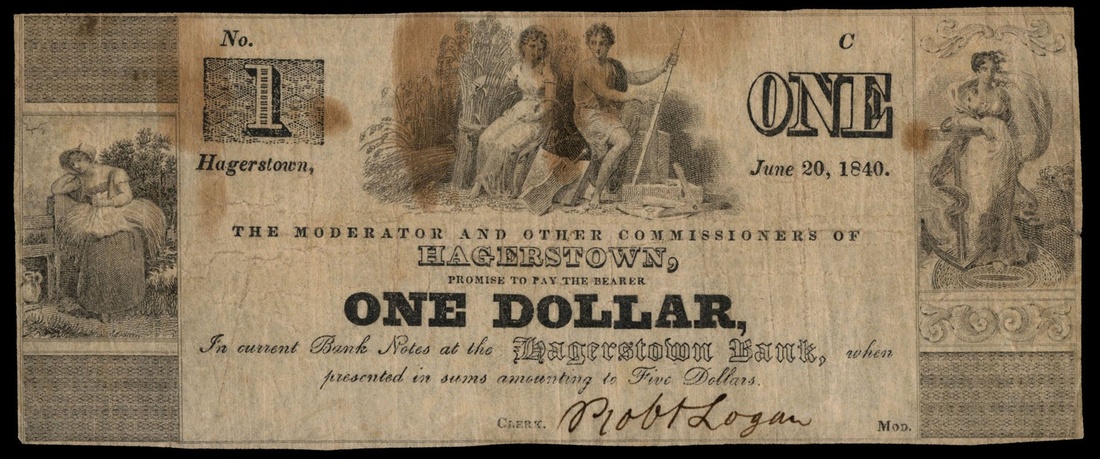 No.
C
1
ONE
Hagerstown,
June 20, 1840.
THE MODERATOR AND OTHER COMMISSIONERS OF
HAGERSTOWN,
PROMISE TO PAY THE BEARER
ONE DOLLAR,
In current Bank Notes at the Hagerstown Bank, when
presented in sums amounting to Five Dollars.
CLERK. Robt Logan MOD.